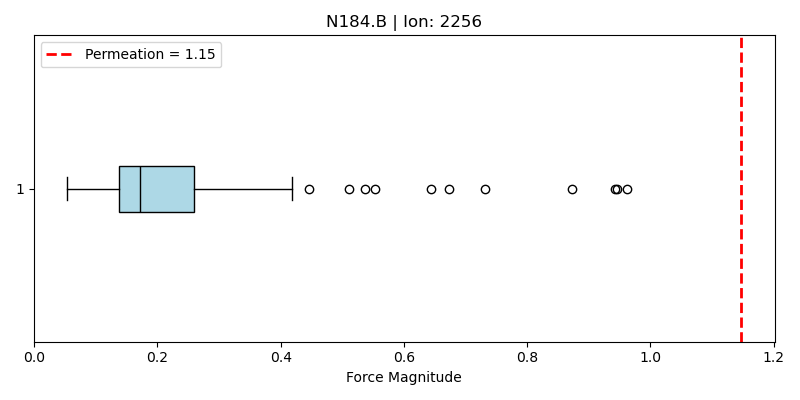 N184.B | Ion: 2256
Permeation = 1.15
1
0.0 0.2 0.4 0.6 0.8 1.0 1.2
Force Magnitude